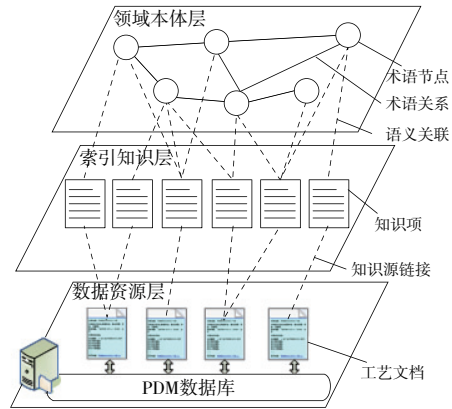 领域本体层
术语节点
术语关系
语义关联
索引知识层
知识项
知识源链接
数据资源层
工艺文档
PDM数据库